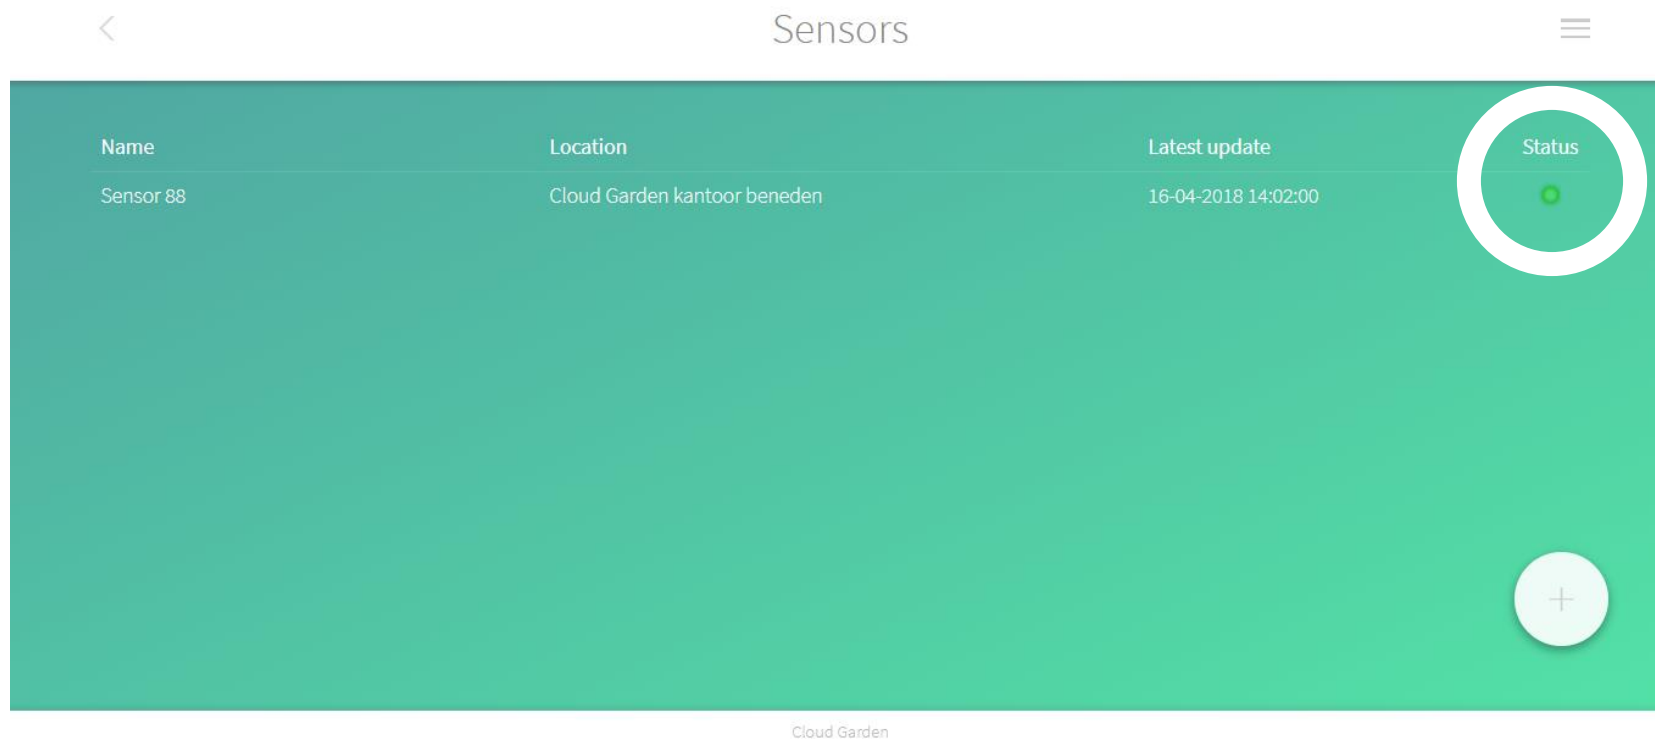 Sensors
Name Location Latest update Status
Sensor 88 Cloud Garden kantoor beneden 16-04-2018 14:02:00
Cloud Garden